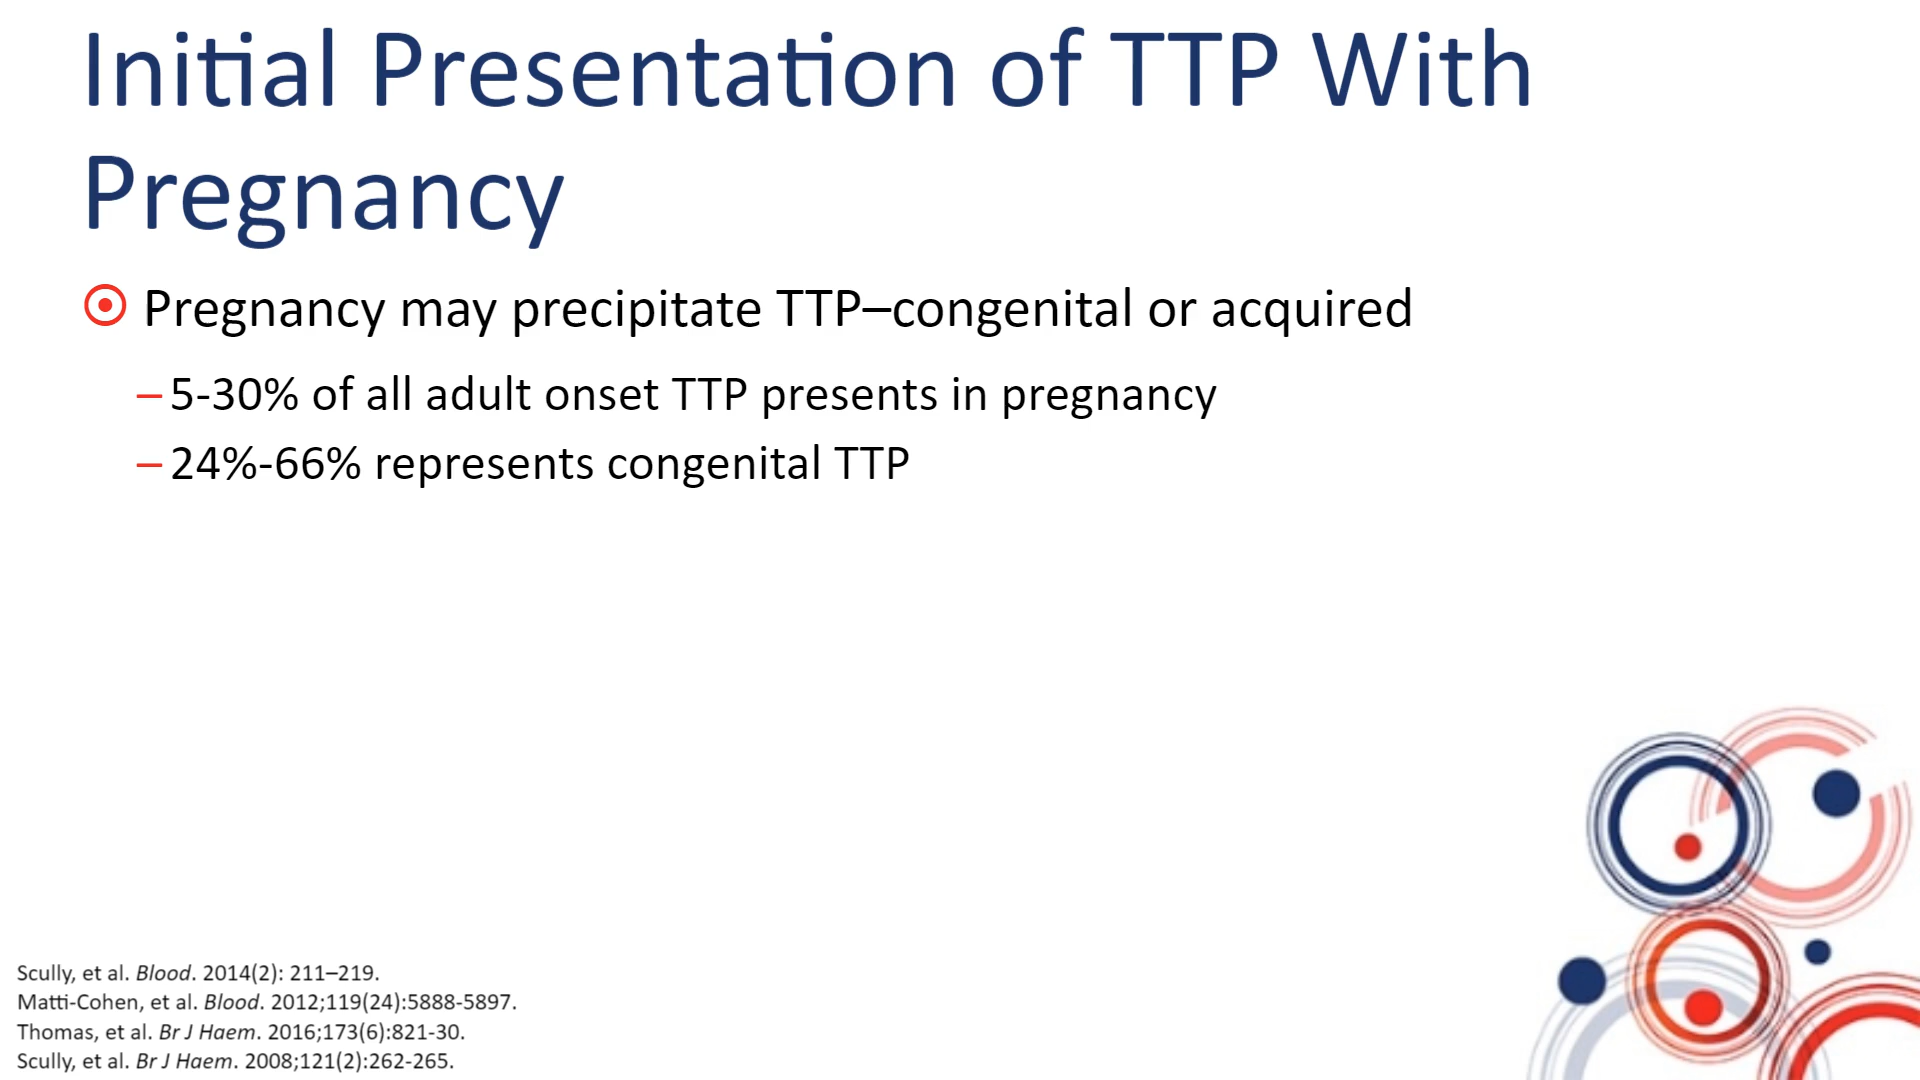 Initial Presentation of TTP With
Pregnancy
Pregnancy may precipitate TTP–congenital or acquired
– 5-30% of all adult onset TTP presents in pregnancy
– 24%-66% represents congenital TTP
Scully, et al. Blood. 2014(2): 211–219.
Matti-Cohen, et al. Blood. 2012;119(24):5888-5897.
Thomas, et al. Br J Haem. 2016;173(6):821-30.
Scully, et al. Br J Haem. 2008;121(2):262-265.